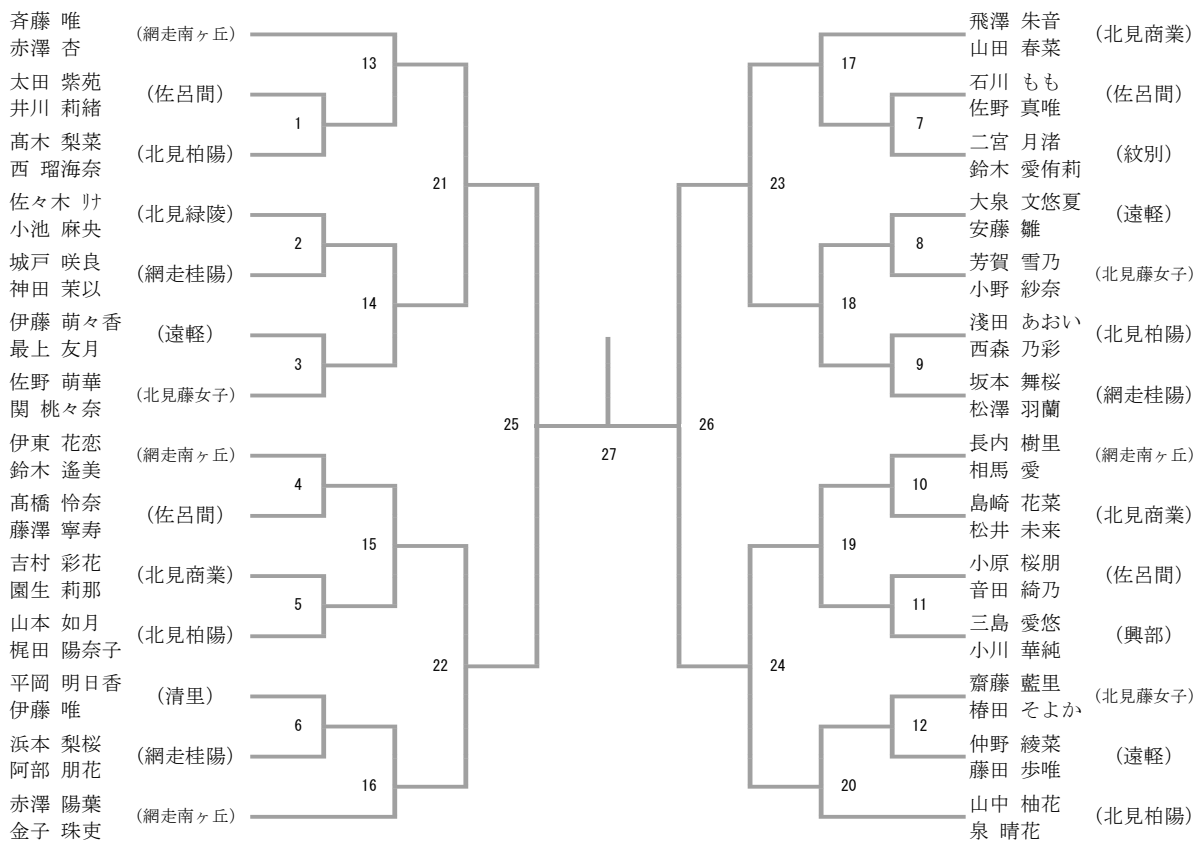 斉藤 唯
赤澤 杏
(網走南ヶ丘)
太田 紫苑
井川 莉緒
(佐呂間)
髙木 梨菜
西 瑠海奈
(北見柏陽)
佐々木 リナ
小池 麻央
(北見緑陵)
城戸 咲良
神田 茉以
(網走桂陽)
伊藤 萌々香
最上 友月
(遠軽)
佐野 萌華
関 桃々奈
(北見藤女子)
伊東 花恋
鈴木 遙美
(網走南ヶ丘)
髙橋 怜奈
藤澤 寧寿
(佐呂間)
吉村 彩花
園生 莉那
(北見商業)
山本 如月
梶田 陽奈子
(北見柏陽)
平岡 明日香
伊藤 唯
(清里)
浜本 梨桜
阿部 朋花
(網走桂陽)
赤澤 陽葉
金子 珠吏
(網走南ヶ丘)
13
1
21
2
14
3
25
4
15
5
22
6
16
27
飛澤 朱音
山田 春菜
(北見商業)
石川 もも
佐野 真唯
(佐呂間)
二宮 月渚
鈴木 愛侑莉
(紋別)
大泉 文悠夏
安藤 雛
(遠軽)
芳賀 雪乃
小野 紗奈
(北見藤女子)
淺田 あおい
西森 乃彩
(北見柏陽)
坂本 舞桜
松澤 羽蘭
(網走桂陽)
長内 樹里
相馬 愛
(網走南ヶ丘)
島崎 花菜
松井 未来
(北見商業)
小原 桜朋
音田 綺乃
(佐呂間)
三島 愛悠
小川 華純
(興部)
齋藤 藍里
椿田 そよか
(北見藤女子)
仲野 綾菜
藤田 歩唯
(遠軽)
山中 柚花
泉 晴花
(北見柏陽)
17
7
23
8
18
9
26
10
19
11
24
12
20